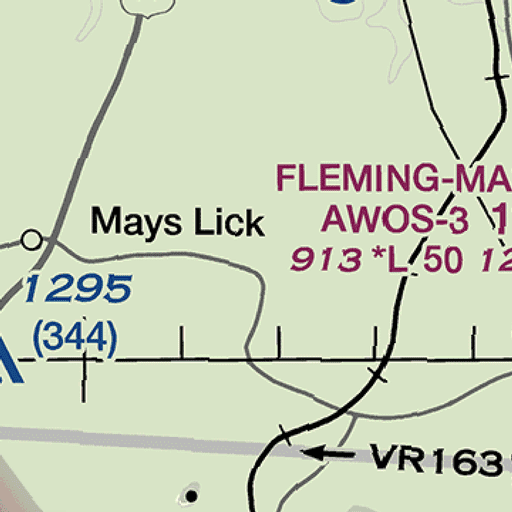 FLEMING-MA
Mays Lick
AWOS-3 1
913 *L 50 12
1295
(344)
VR163